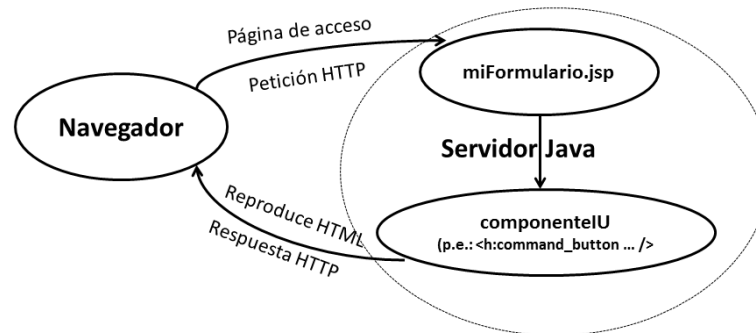 Página de acceso
Petición HTTP
miFormulario.jsp
Navegador
Servidor Java
componenteIU
(p.e.: <h:command_button ... />
Reproduce HTML
Respuesta HTTP